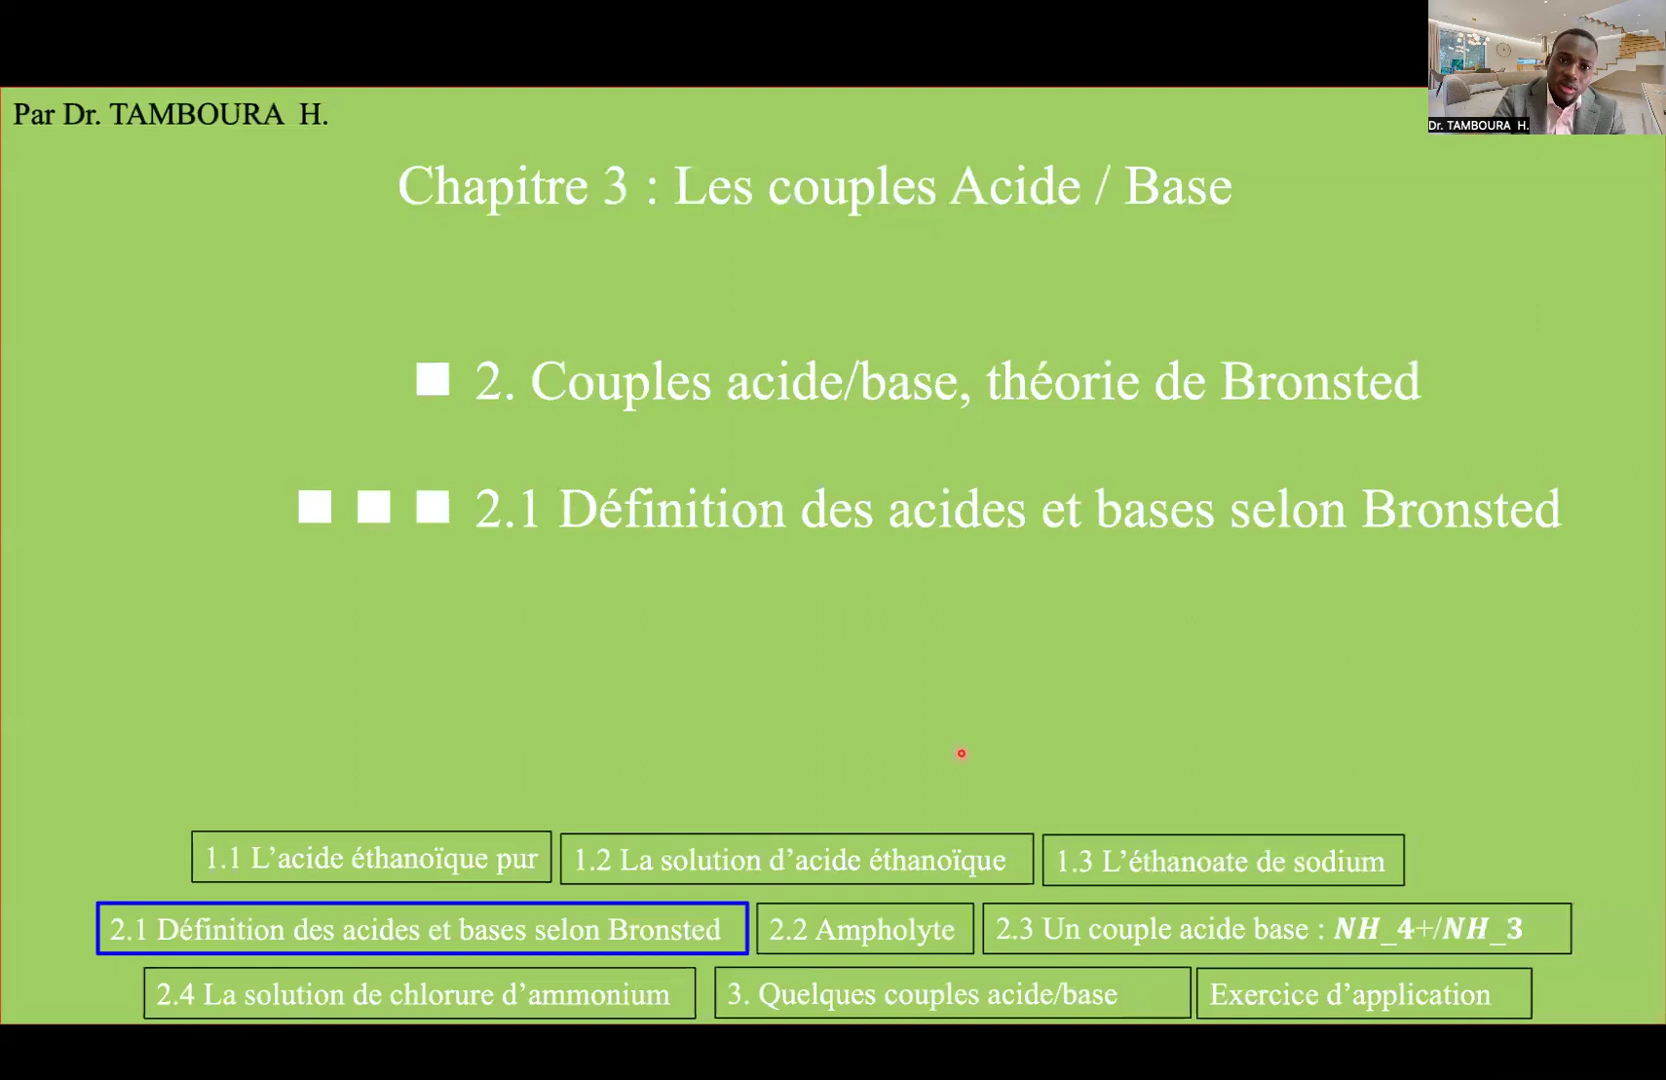 Par Dr. TAMBOURA H.
Dr. TAMBOURA H.
Chapitre 3 : Les couples Acide / Base
2. Couples acide/base, théorie de Bronsted
2.1 Définition des acides et bases selon Bronsted
1.1 L’acide éthanoïque pur
1.2 La solution d’acide éthanoïque
1.3 L’éthanoate de sodium
2.1 Définition des acides et bases selon Bronsted
2.2 Ampholyte
2.3 Un couple acide base : NH_4+/NH_3
2.4 La solution de chlorure d’ammonium
3. Quelques couples acide/base
Exercice d’application